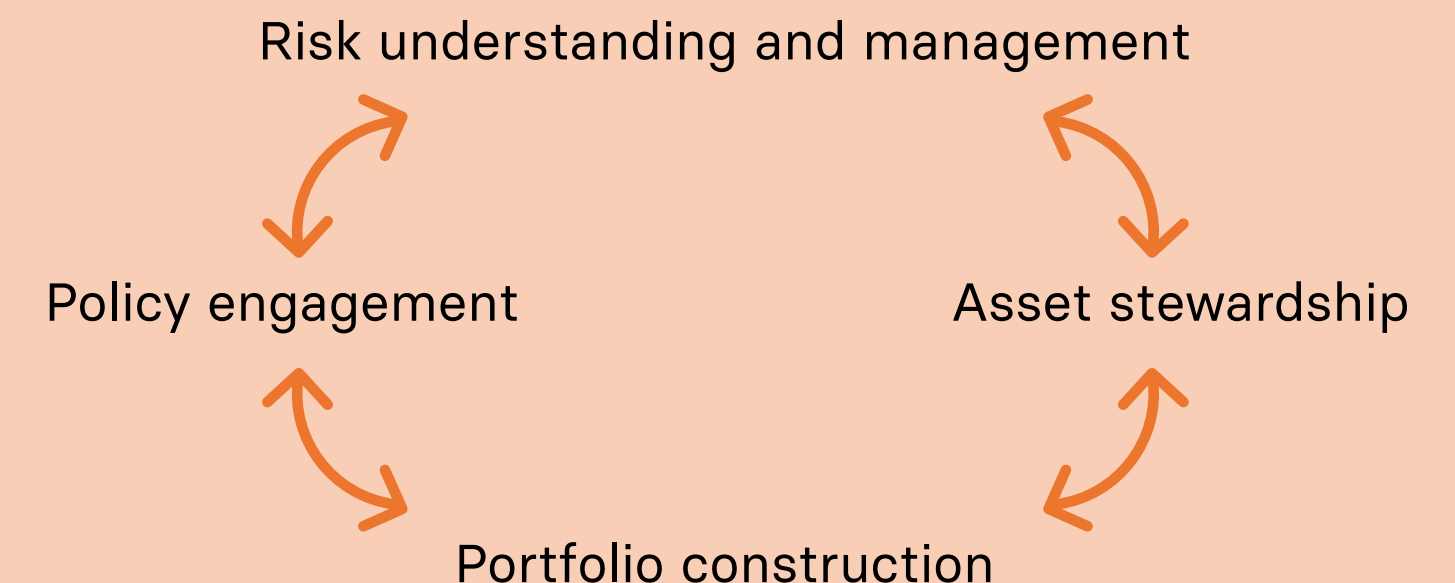 Risk understanding and management
Policy engagement
Asset stewardship
Portfolio construction